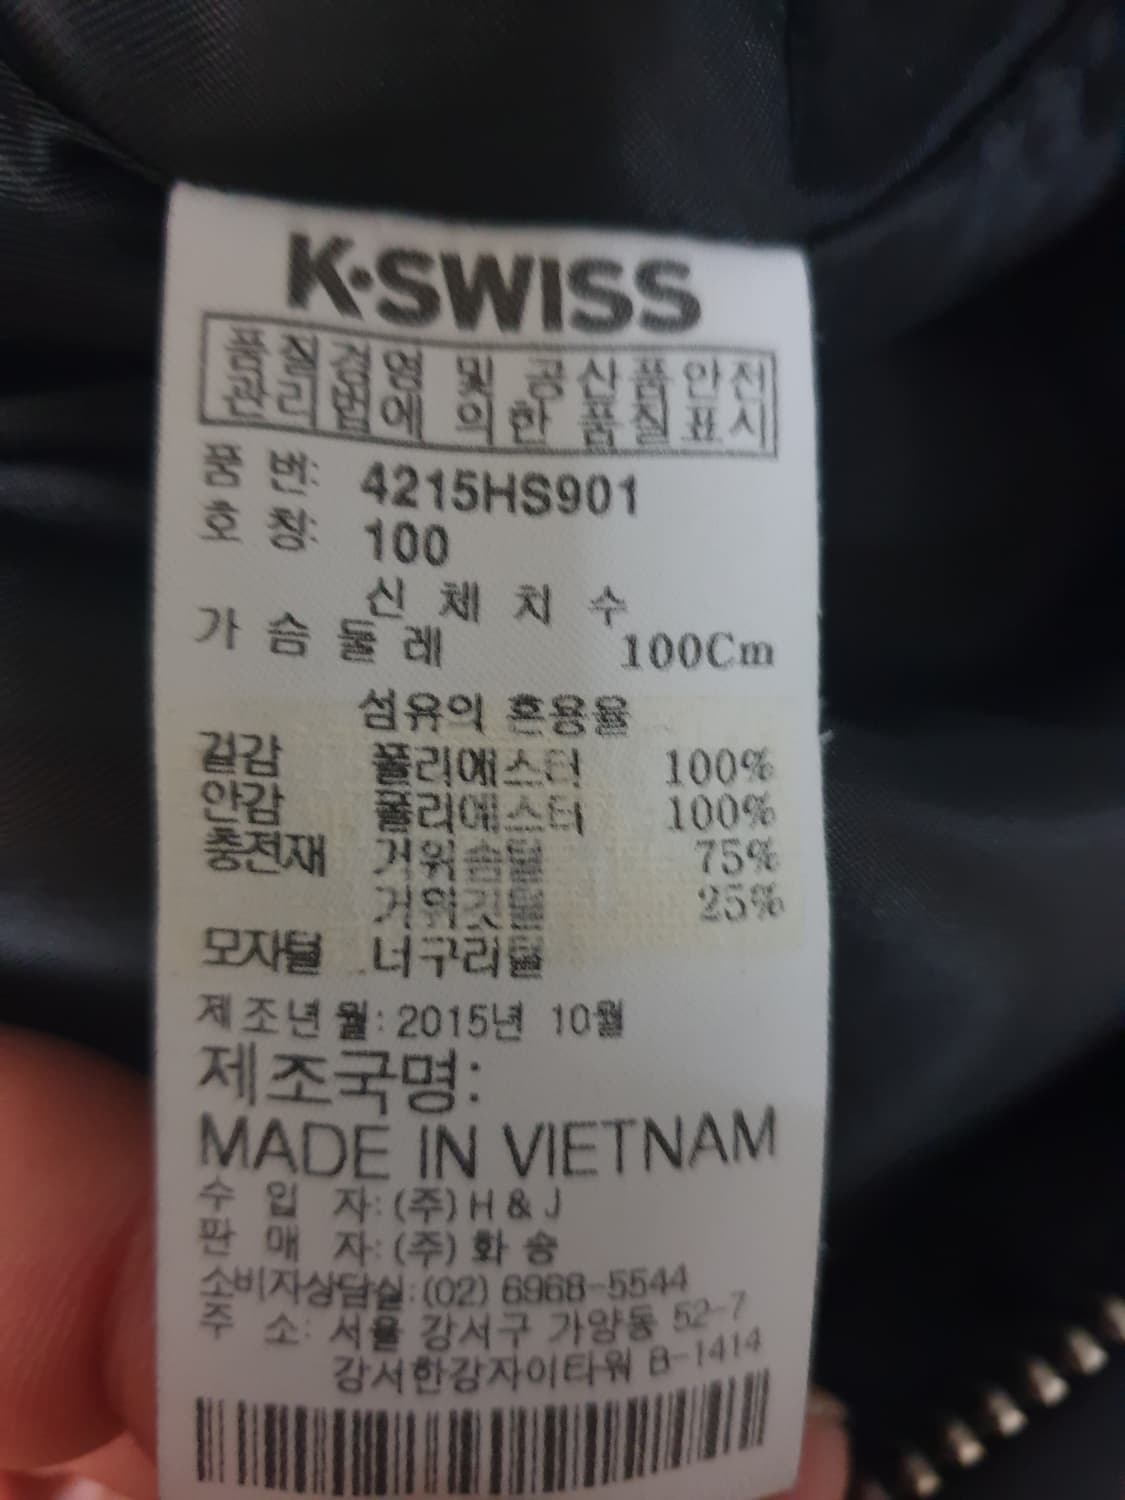 K·SWISS
품질경영 및 공산품안전
관리법에 의한 품질표시
품 번: 4215HS901
호 칭: 100
신 체 치 수
가 슴 둘 레 100Cm
섬유의 혼용율
겉감 폴리에스터 100%
안감 폴리에스터 100%
충전재 거위솜털 75%
거위깃털 25%
모자털 너구리털
제조년월: 2015년 10월
제조국명:
MADE IN VIETNAM
수 입 자: (주) H & J
판 매 자: (주) 화 송
소비자상담실: (02) 6968-5544
주 소: 서울 강서구 가양동 52-7
강서한강자이타워 B-1414